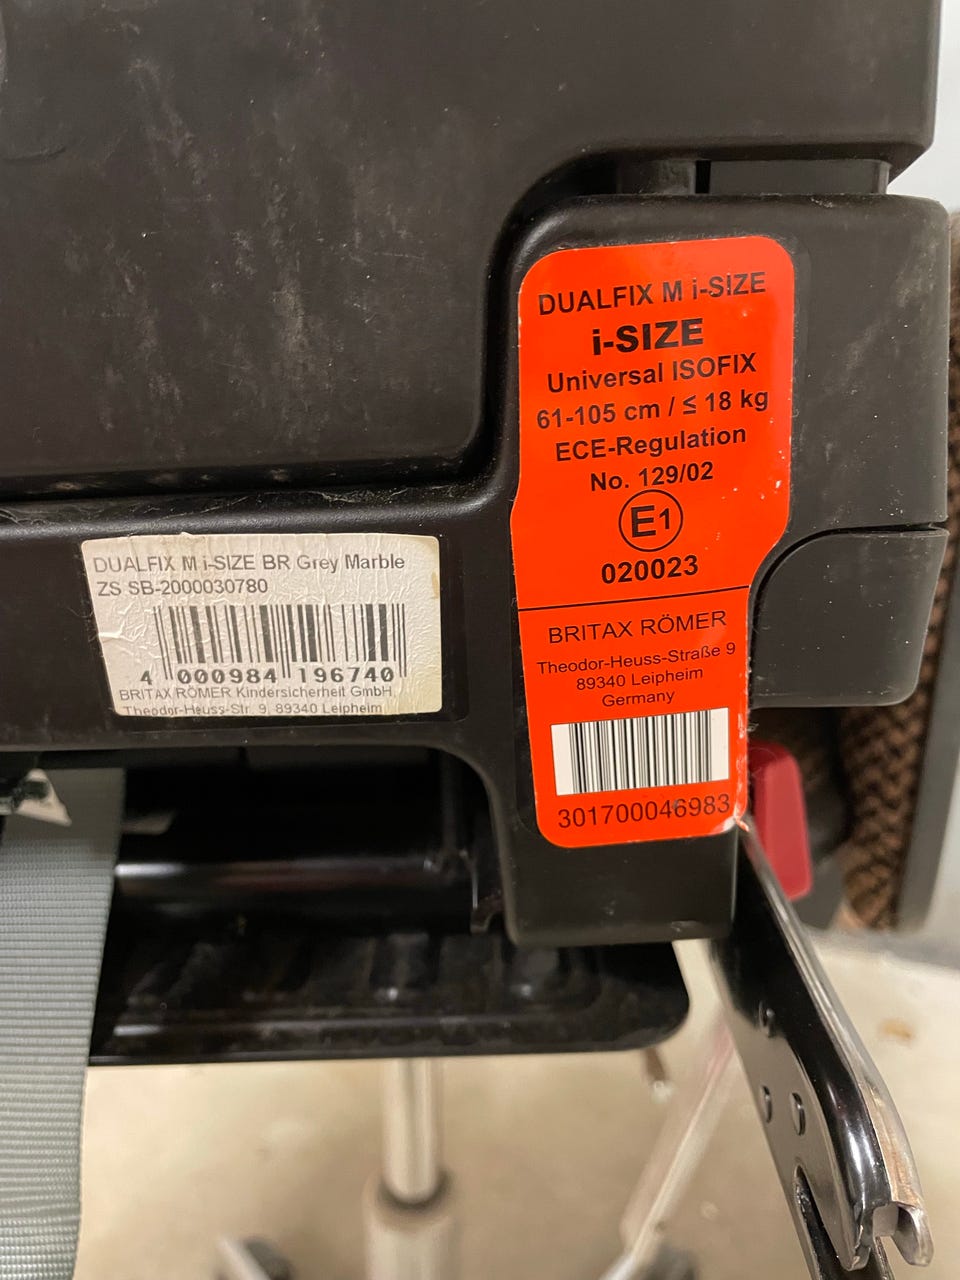 DUALFIX M i-SIZE
i-SIZE
Universal ISOFIX
61-105 cm / ≤ 18 kg
ECE-Regulation
No. 129/02
E1
020023
BRITAX RÖMER
Theodor-Heuss-Straße 9
89340 Leipheim
Germany
301700046983
DUALFIX M i-SIZE BR Grey Marble
ZS SB-2000030780
4 000984 196740
BRITAX RÖMER Kindersicherheit GmbH,
Theodor-Heuss-Str. 9, 89340 Leipheim